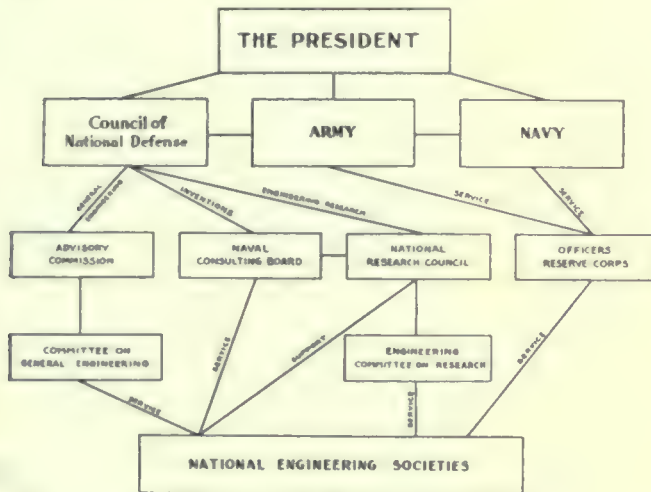 THE PRESIDENT
Council of
National Defense
ARMY
NAVY
GENERAL
ENGINEERING
INVENTIONS
ENGINEERING RESEARCH
SERVICE
SERVICE
ADVISORY
COMMISSION
NAVAL
CONSULTING BOARD
NATIONAL
RESEARCH COUNCIL
OFFICERS
RESERVE CORPS
COMMITTEE ON
GENERAL ENGINEERING
SERVICE
SUPPORT
ENGINEERING
COMMITTEE ON RESEARCH
SERVICE
SERVICE
SERVICE
NATIONAL ENGINEERING SOCIETIES